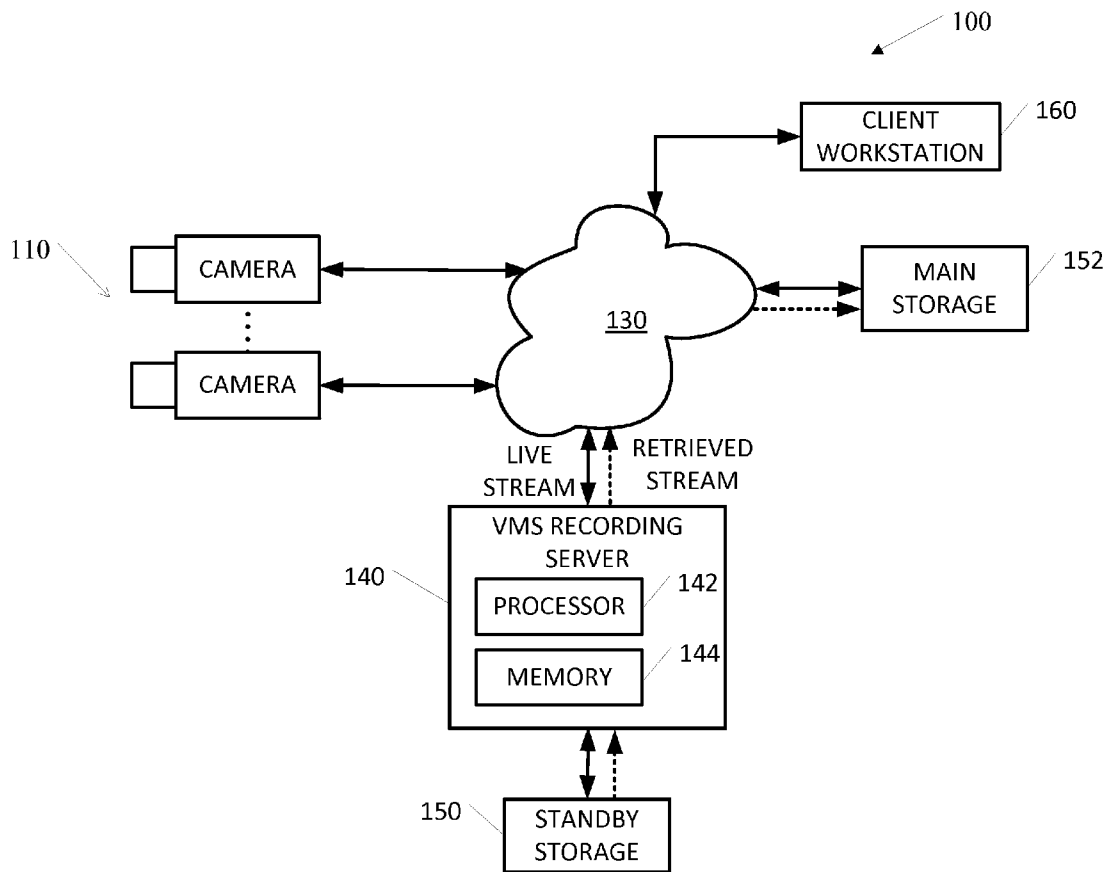 100
CLIENT
WORKSTATION
160
110
CAMERA
CAMERA
130
MAIN
STORAGE
152
LIVE
STREAM
RETRIEVED
STREAM
VMS RECORDING
SERVER
140
PROCESSOR
142
MEMORY
144
150
STANDBY
STORAGE